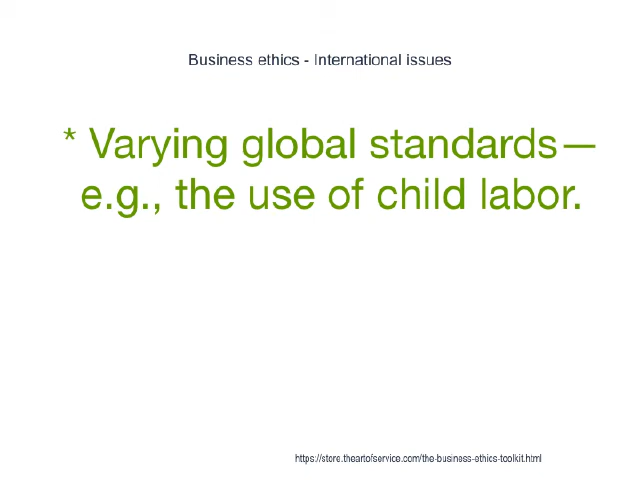 Business ethics - International issues
* Varying global standards—
e.g., the use of child labor.
https://store.theartofservice.com/the-business-ethics-toolkit.html